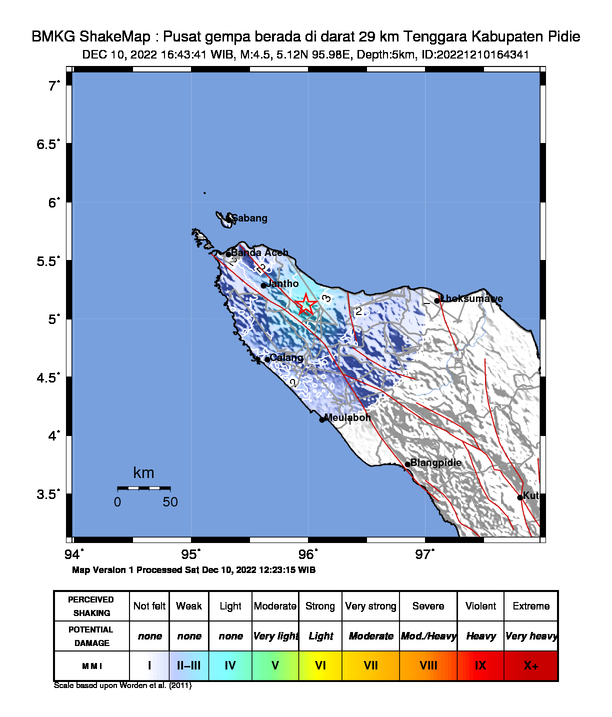 BMKG ShakeMap : Pusat gempa berada di darat 29 km Tenggara Kabupaten Pidie
DEC 10, 2022 16:43:41 WIB, M:4.5, 5.12N 95.98E, Depth:5km, ID:20221210164341
7°
6.5°
6°
Sabang
5.5°
Banda Aceh
Jantho
3
2
Lhoksumawe
5°
Calang
4.5°
2
Meulaboh
4°
Blangpidie
km
0 50
3.5°
Kut
94° 95° 96° 97°
Map Version 1 Processed Sat Dec 10, 2022 12:23:15 WIB
PERCEIVED SHAKING Not felt Weak Light Moderate Strong Very strong Severe Violent Extreme
POTENTIAL DAMAGE none none none Very light Light Moderate Mod./Heavy Heavy Very heavy
MMI I II–III IV V VI VII VIII IX X+
Scale based upon Worden et al. (2011)